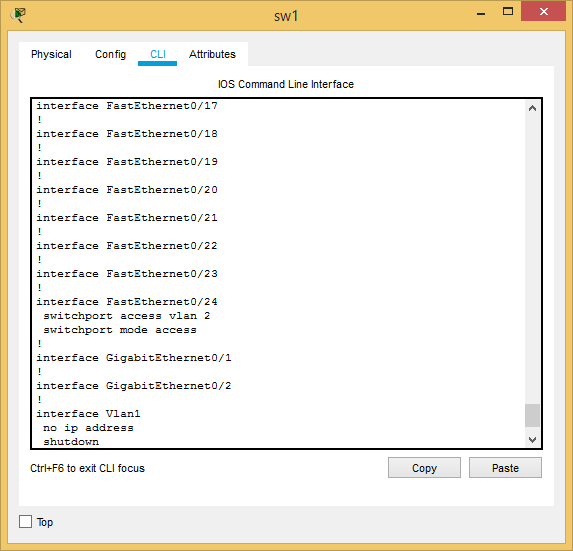 sw1
Physical Config CLI Attributes
IOS Command Line Interface
interface FastEthernet0/17
!
interface FastEthernet0/18
!
interface FastEthernet0/19
!
interface FastEthernet0/20
!
interface FastEthernet0/21
!
interface FastEthernet0/22
!
interface FastEthernet0/23
!
interface FastEthernet0/24
 switchport access vlan 2
 switchport mode access
!
interface GigabitEthernet0/1
!
interface GigabitEthernet0/2
!
interface Vlan1
 no ip address
 shutdown
Ctrl+F6 to exit CLI focus Copy Paste
Top